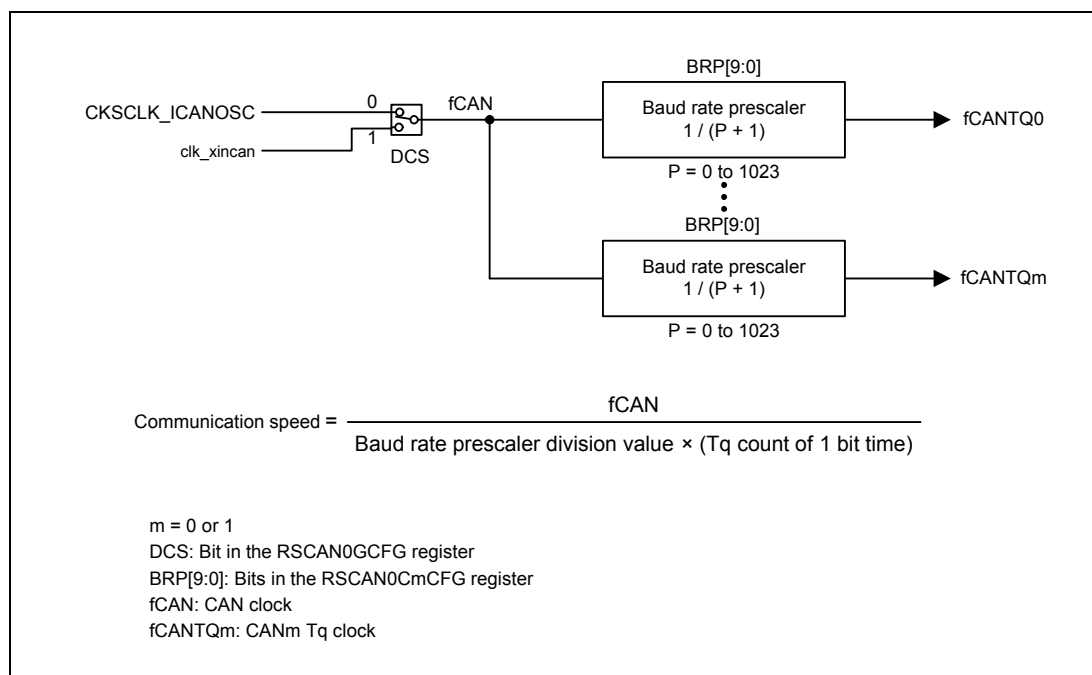 BRP[9:0]
CKSCLK_ICANOSC
0
fCAN
Baud rate prescaler
1 / (P + 1)
fCANTQ0
clk_xincan
1
DCS
P = 0 to 1023
BRP[9:0]
Baud rate prescaler
1 / (P + 1)
fCANTQm
P = 0 to 1023
Communication speed =
fCAN
Baud rate prescaler division value × (Tq count of 1 bit time)
m = 0 or 1
DCS: Bit in the RSCAN0GCFG register
BRP[9:0]: Bits in the RSCAN0CmCFG register
fCAN: CAN clock
fCANTQm: CANm Tq clock